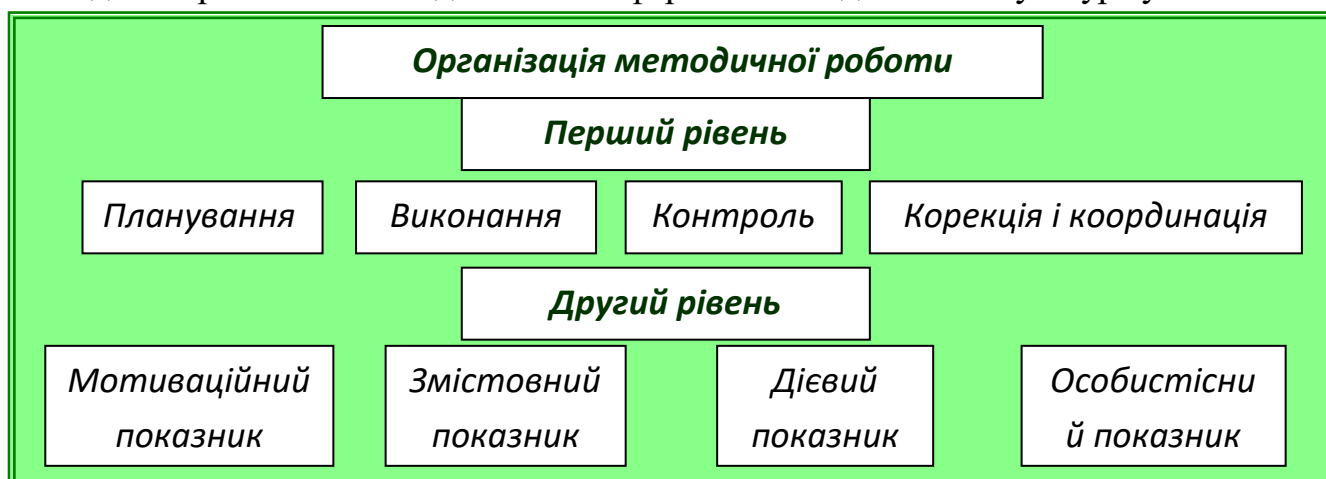 Організація методичної роботи
Перший рівень
Планування Виконання Контроль Корекція і координація
Другий рівень
Мотиваційний Змістовний Дієвий Особистісни
показник показник показник й показник